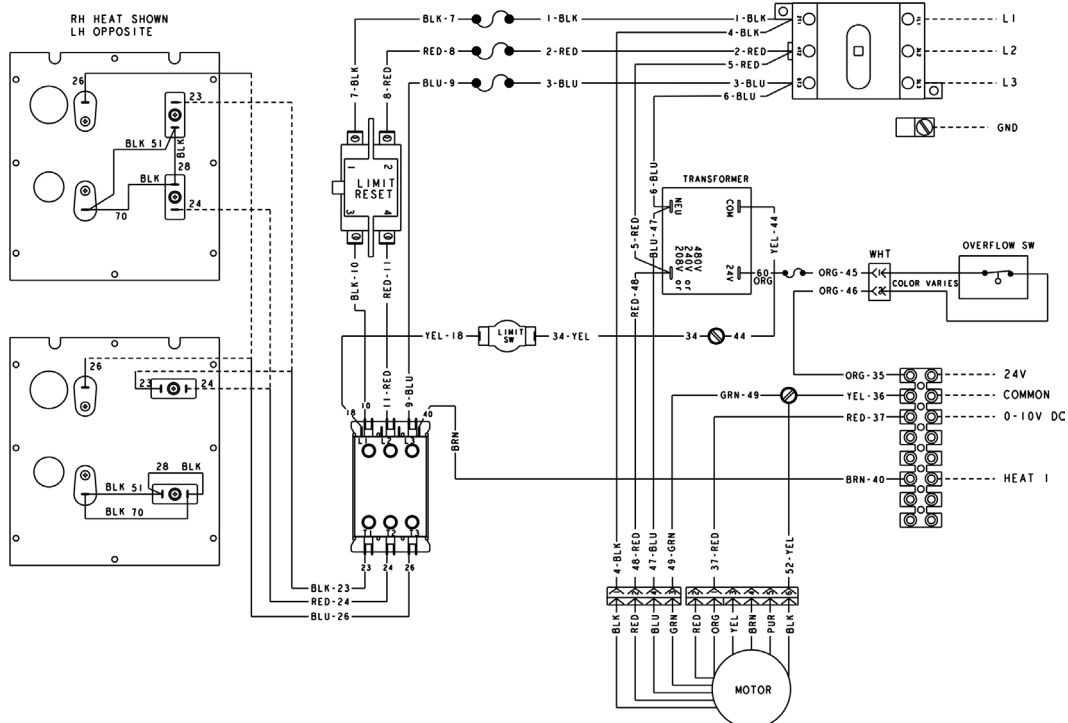 RH HEAT SHOWN
LH OPPOSITE
26
23
BLK 51
BLK
28
BLK
24
70
26
23
24
28 BLK
BLK 51
BLK 70
BLK-7
1-BLK
1-BLK
4-BLK
L1
RED-8
2-RED
2-RED
5-RED
L2
BLU-9
3-BLU
3-BLU
6-BLU
L3
GND
7-BLK
8-RED
1
2
LIMIT
RESET
3
4
BLK-10
RED-11
11-RED
9-BLU
6-BLU
BLU-47
5-RED
RED-48
TRANSFORMER
NEU
COM
480V
240V or
208V or
24V
YEL-44
60
ORG
ORG-45
ORG-46
WHT
1
2
COLOR VARIES
OVERFLOW SW
YEL-18
LIMIT
SW
34-YEL
34
44
18
10
40
L1
L2
L3
BRN
T1
T2
T3
23
24
26
BLK-23
RED-24
BLU-26
ORG-35
24V
GRN-49
YEL-36
COMMON
RED-37
0-10V DC
BRN-40
HEAT 1
4-BLK
48-RED
47-BLU
49-GRN
37-RED
52-YEL
BLK
RED
BLU
GRN
RED
ORG
YEL
BRN
PUR
BLK
MOTOR